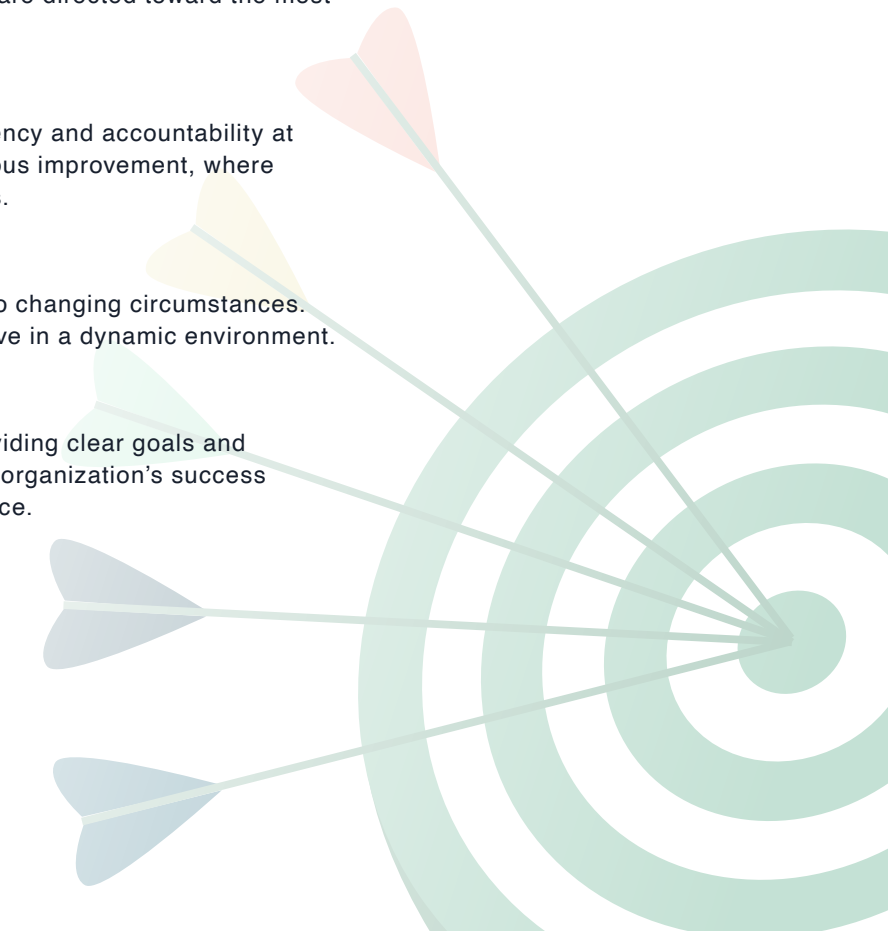 are directed toward the most
ency and accountability at
ous improvement, where
s.
o changing circumstances.
ve in a dynamic environment.
viding clear goals and
organization’s success
ce.